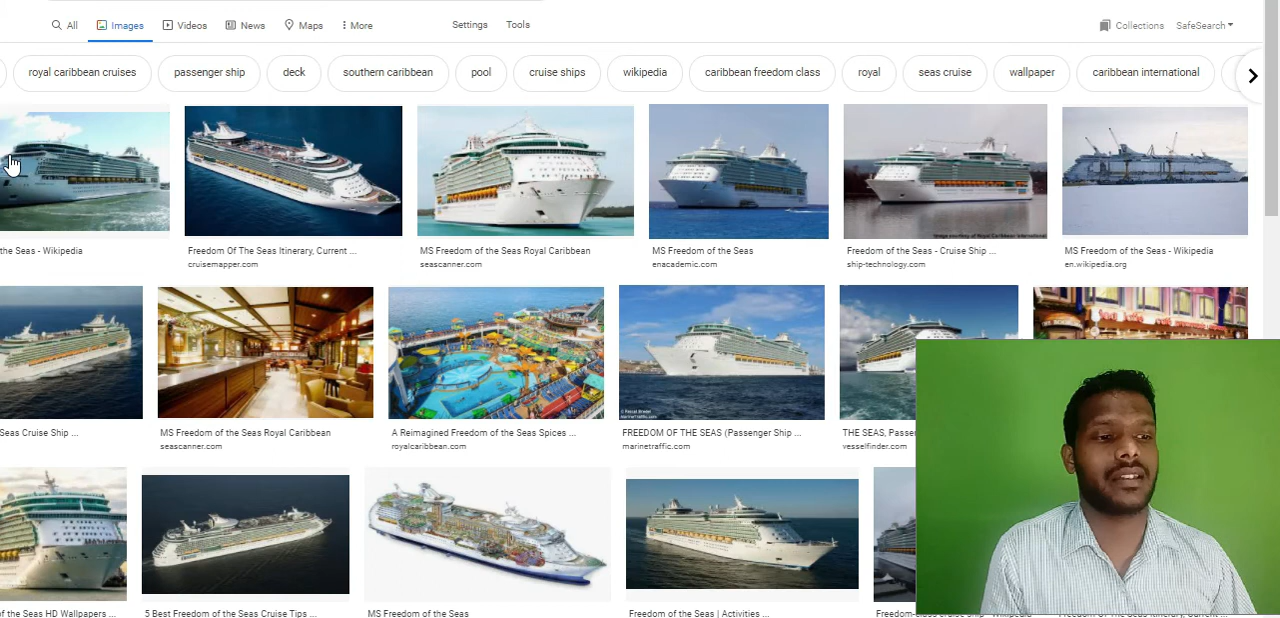 All Images Videos News Maps More Settings Tools Collections SafeSearch
royal caribbean cruises passenger ship deck southern caribbean pool cruise ships wikipedia caribbean freedom class royal seas cruise wallpaper caribbean international
the Seas - Wikipedia
Freedom Of The Seas Itinerary, Current ...
cruisemapper.com
MS Freedom of the Seas Royal Caribbean
seascanner.com
MS Freedom of the Seas
enacademic.com
Freedom of the Seas - Cruise Ship ...
ship-technology.com
MS Freedom of the Seas - Wikipedia
en.wikipedia.org
Seas Cruise Ship ...
MS Freedom of the Seas Royal Caribbean
seascanner.com
A Reimagined Freedom of the Seas Spices ...
royalcaribbean.com
FREEDOM OF THE SEAS (Passenger Ship ...
marinetraffic.com
THE SEAS, Passe
vesselfinder.com
of the Seas HD Wallpapers ...
5 Best Freedom of the Seas Cruise Tips ...
MS Freedom of the Seas
Freedom of the Seas | Activities ...